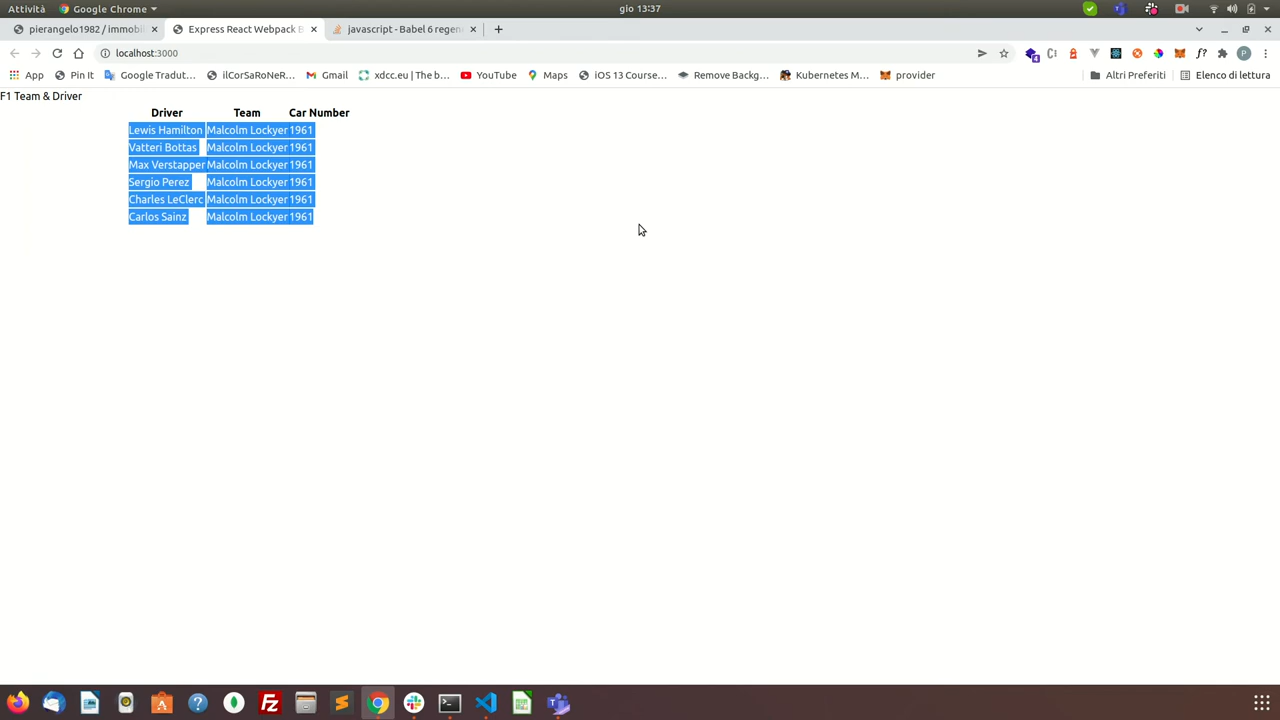 Attività Google Chrome gio 13:37
pierangelo1982 / immobil Express React Webpack B javascript - Babel 6 regene
localhost:3000
App Pin It Google Tradut... ilCorSaRoNeR... Gmail xdcc.eu | The b... YouTube Maps iOS 13 Course... Remove Backg... Kubernetes M... provider Altri Preferiti Elenco di lettura
F1 Team & Driver
Driver Team Car Number
Lewis Hamilton Malcolm Lockyer 1961
Vatteri Bottas Malcolm Lockyer 1961
Max Verstapper Malcolm Lockyer 1961
Sergio Perez Malcolm Lockyer 1961
Charles LeClerc Malcolm Lockyer 1961
Carlos Sainz Malcolm Lockyer 1961